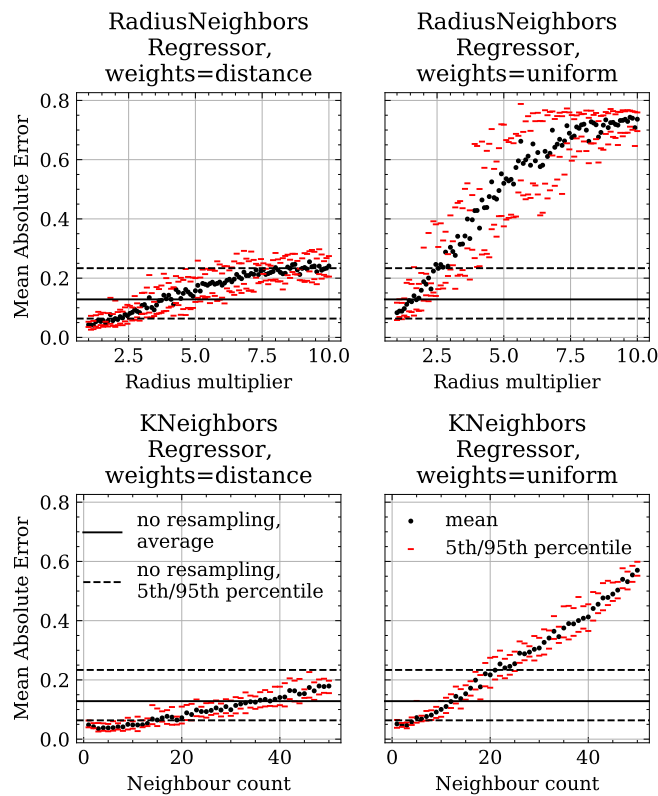 RadiusNeighbors
Regressor,
weights=distance
RadiusNeighbors
Regressor,
weights=uniform
Mean Absolute Error
0.8
0.6
0.4
0.2
0.0
2.5
5.0
7.5
10.0
Radius multiplier
2.5
5.0
7.5
10.0
Radius multiplier
KNeighbors
Regressor,
weights=distance
KNeighbors
Regressor,
weights=uniform
Mean Absolute Error
0.8
0.6
0.4
0.2
0.0
no resampling,
average
no resampling,
5th/95th percentile
0
20
40
Neighbour count
mean
5th/95th percentile
0
20
40
Neighbour count